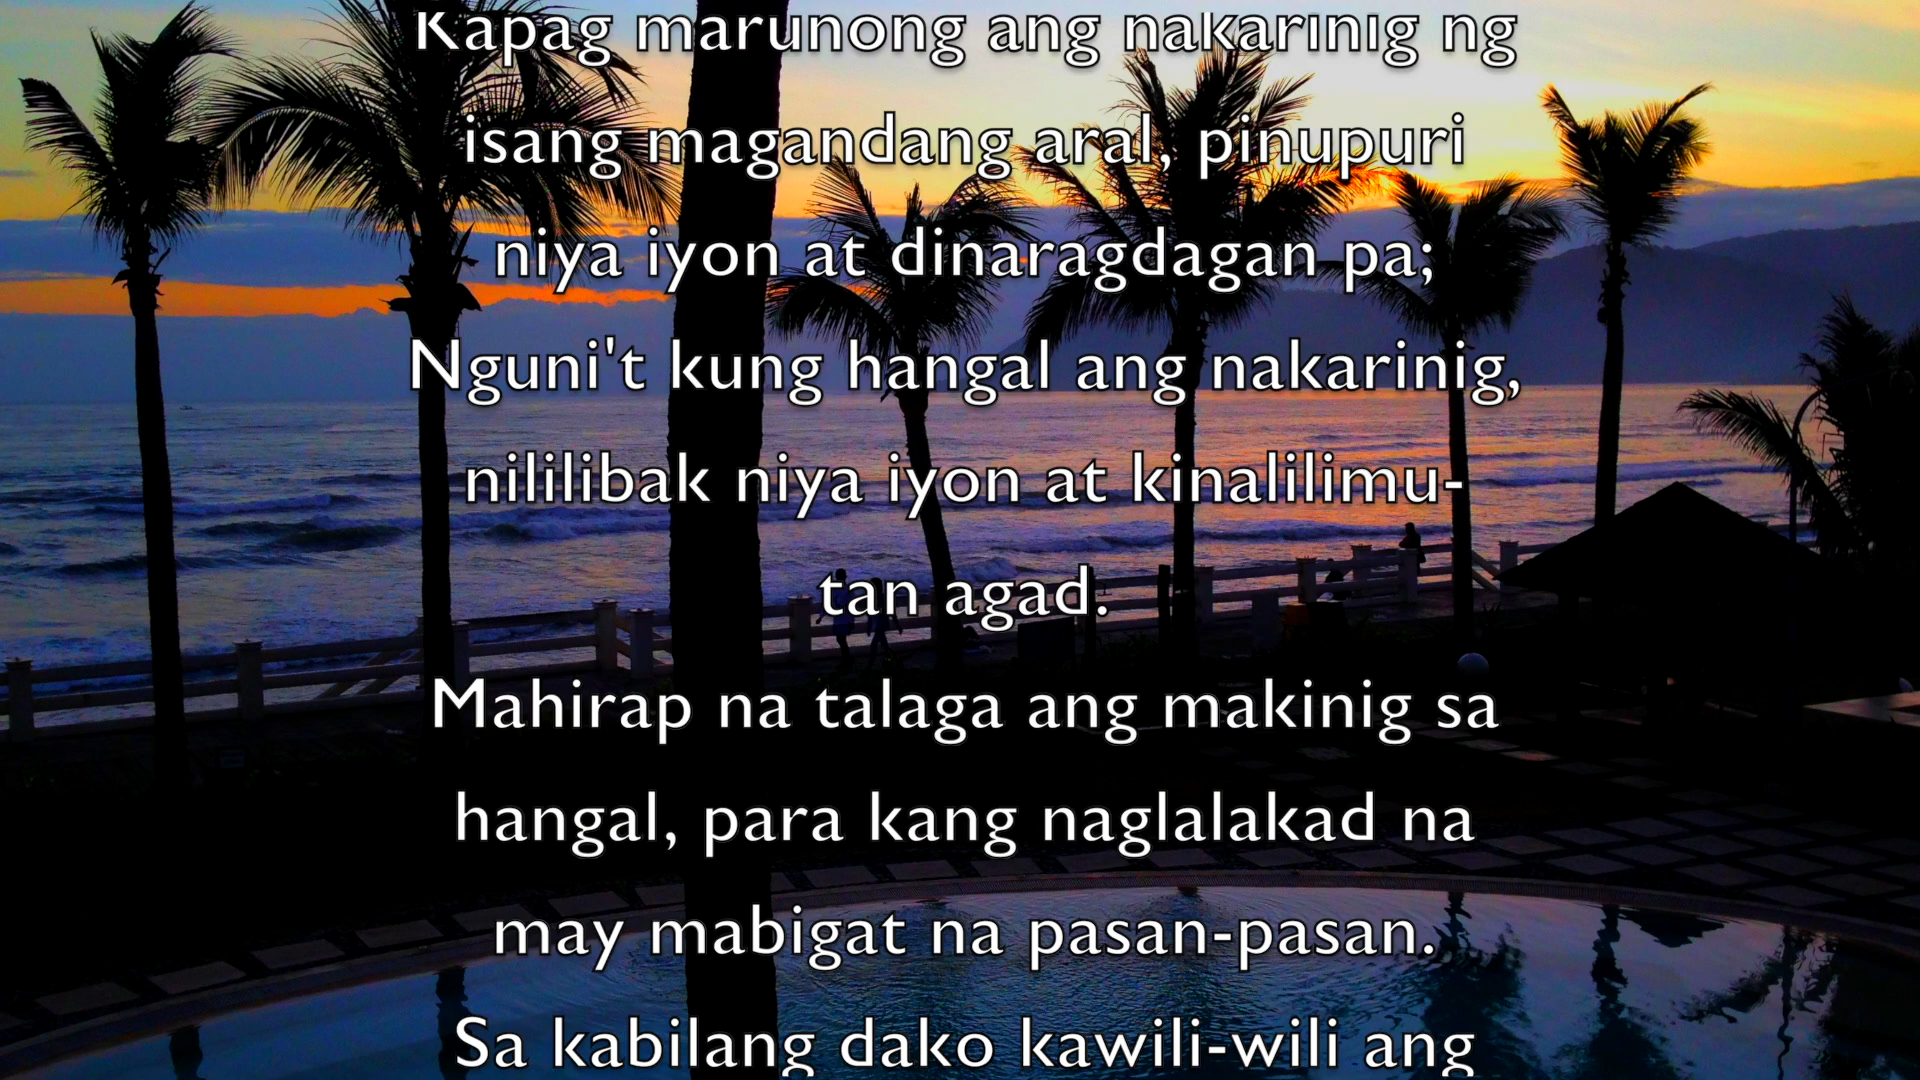 Kapag marunong ang nakarinig ng
isang magandang aral, pinupuri
niya iyon at dinaragdagan pa;
Nguni't kung hangal ang nakarinig,
nililibak niya iyon at kinalilimu-
tan agad.
Mahirap na talaga ang makinig sa
hangal, para kang naglalakad na
may mabigat na pasan-pasan.
Sa kabilang dako kawili-wili ang